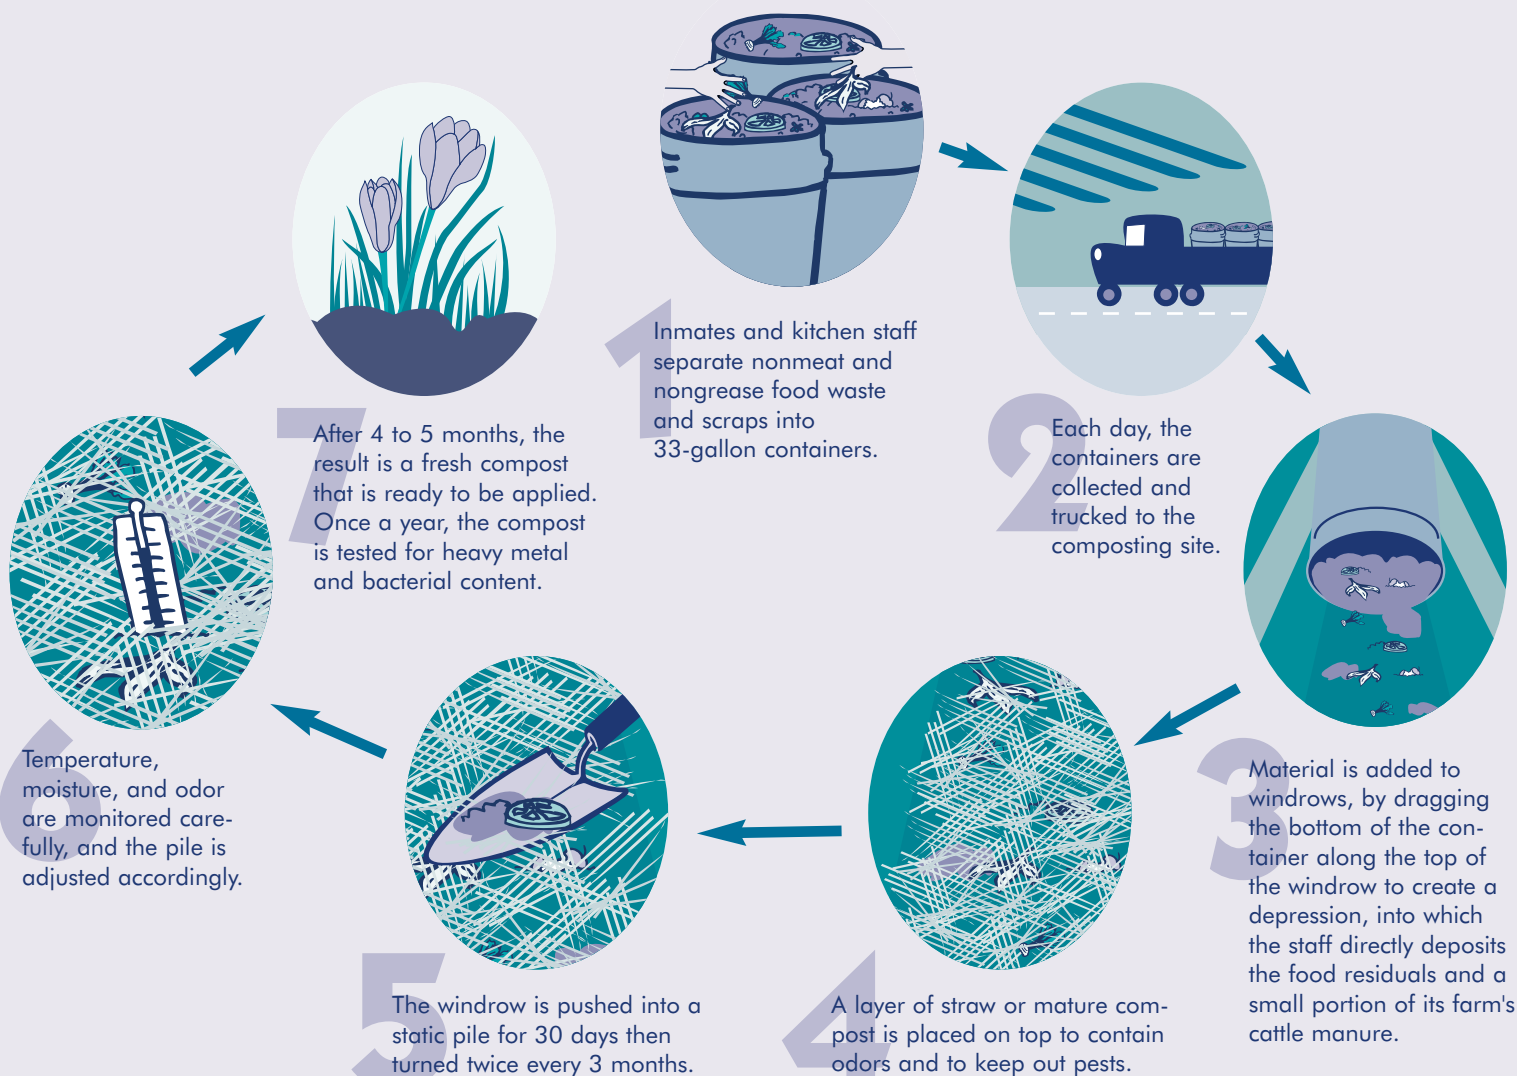 1
Inmates and kitchen staff
separate nonmeat and
nongrease food waste
and scraps into
33-gallon containers.
2
Each day, the
containers are
collected and
trucked to the
composting site.
3
Material is added to
windrows, by dragging
the bottom of the con-
tainer along the top of
the windrow to create a
depression, into which
the staff directly deposits
the food residuals and a
small portion of its farm's
cattle manure.
4
A layer of straw or mature com-
post is placed on top to contain
odors and to keep out pests.
5
The windrow is pushed into a
static pile for 30 days then
turned twice every 3 months.
6
Temperature,
moisture, and odor
are monitored care-
fully, and the pile is
adjusted accordingly.
7
After 4 to 5 months, the
result is a fresh compost
that is ready to be applied.
Once a year, the compost
is tested for heavy metal
and bacterial content.